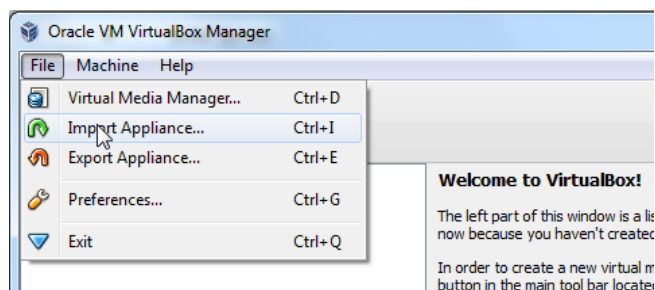 Oracle VM VirtualBox Manager
File Machine Help
Virtual Media Manager... Ctrl+D
Import Appliance... Ctrl+I
Export Appliance... Ctrl+E
Preferences... Ctrl+G
Exit Ctrl+Q
Welcome to VirtualBox!
The left part of this window is a
now because you haven't created
In order to create a new virtual
button in the main tool bar